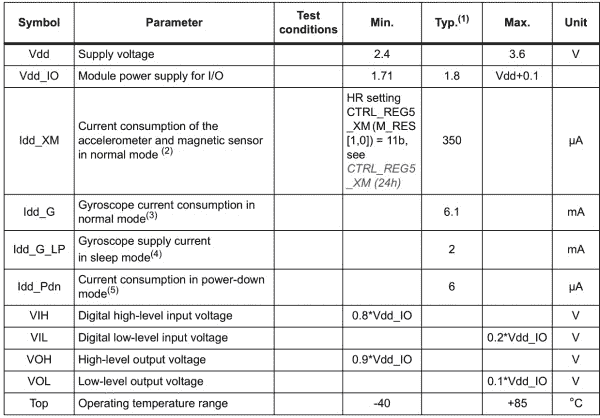 Symbol Parameter Test conditions Min. Typ.(1) Max. Unit
Vdd Supply voltage 2.4 3.6 V
Vdd_IO Module power supply for I/O 1.71 1.8 Vdd+0.1
Idd_XM Current consumption of the accelerometer and magnetic sensor in normal mode (2) HR setting CTRL_REG5 _XM (M_RES [1,0]) = 11b, see CTRL_REG5 _XM (24h) 350 µA
Idd_G Gyroscope current consumption in normal mode(3) 6.1 mA
Idd_G_LP Gyroscope supply current in sleep mode(4) 2 mA
Idd_Pdn Current consumption in power-down mode(5) 6 µA
VIH Digital high-level input voltage 0.8*Vdd_IO V
VIL Digital low-level input voltage 0.2*Vdd_IO V
VOH High-level output voltage 0.9*Vdd_IO V
VOL Low-level output voltage 0.1*Vdd_IO V
Top Operating temperature range -40 +85 °C